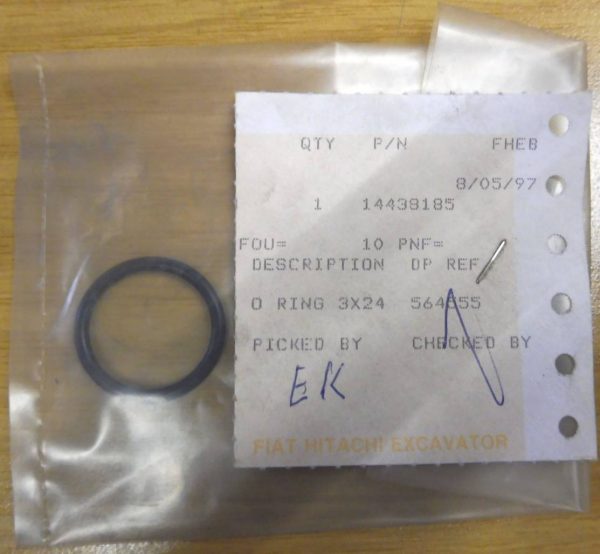 QTY P/N FHEB
8/05/97
1 14438185
FOU= 10 PNF=
DESCRIPTION DP REF
O RING 3X24 564555
PICKED BY CHECKED BY
EK
FIAT HITACHI EXCAVATOR